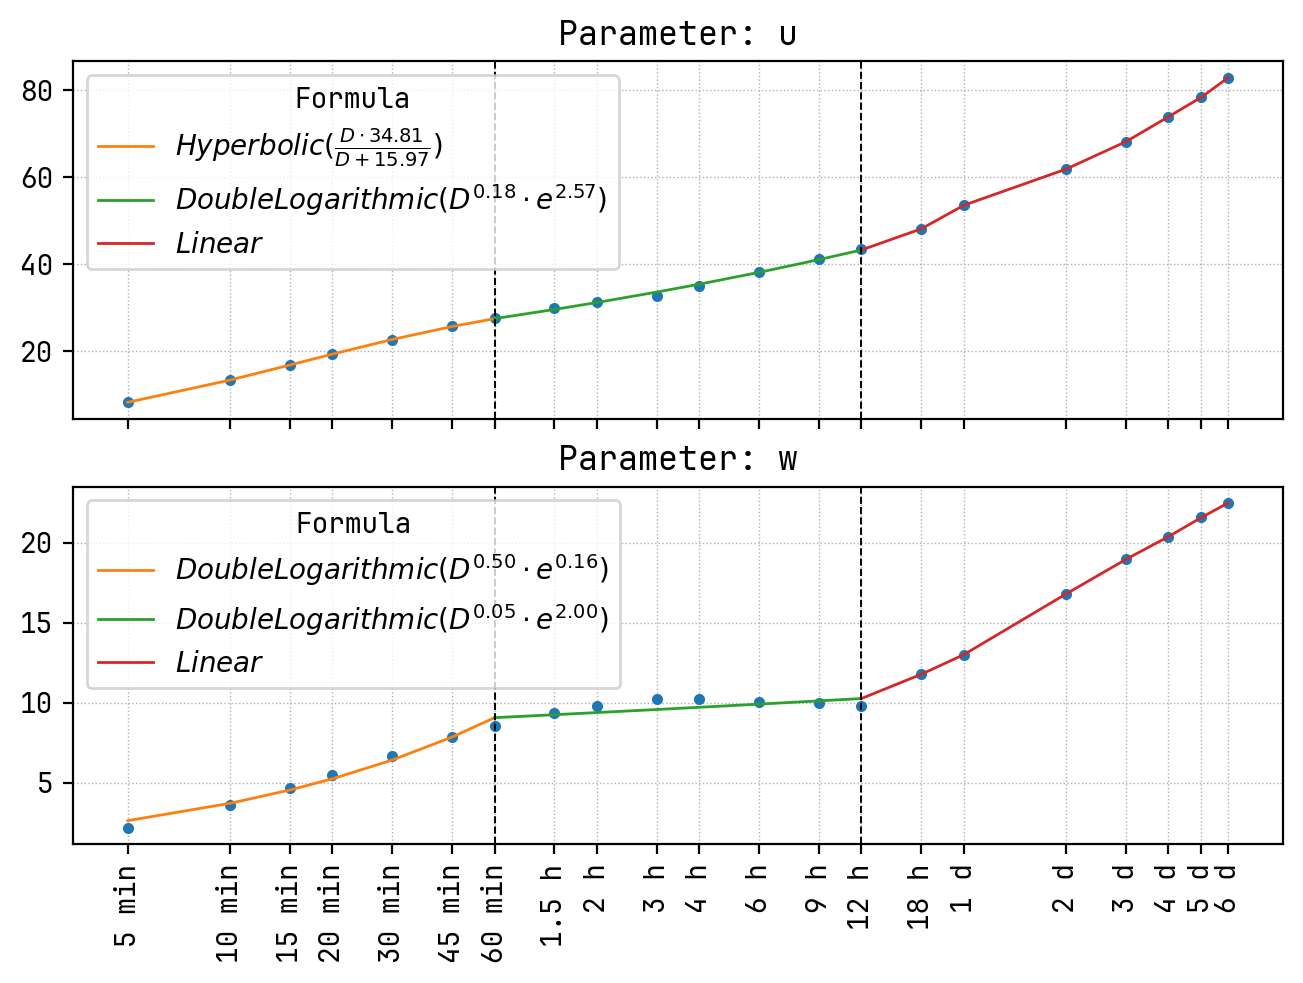 Parameter: u
80
60
40
20
Formula
Hyperbolic(\frac{D · 34.81}{D + 15.97})
DoubleLogarithmic(D^{0.18} · e^{2.57})
Linear
Parameter: w
20
15
10
5
Formula
DoubleLogarithmic(D^{0.50} · e^{0.16})
DoubleLogarithmic(D^{0.05} · e^{2.00})
Linear
5 min
10 min
15 min
20 min
30 min
45 min
60 min
1.5 h
2 h
3 h
4 h
6 h
9 h
12 h
18 h
1 d
2 d
3 d
4 d
5 d
6 d